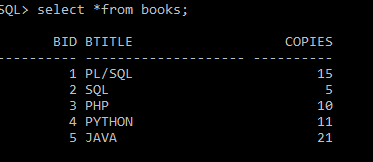 SQL> select *from books;
BID BTITLE COPIES
---------- -------------------- ----------
1 PL/SQL 15
2 SQL 5
3 PHP 10
4 PYTHON 11
5 JAVA 21